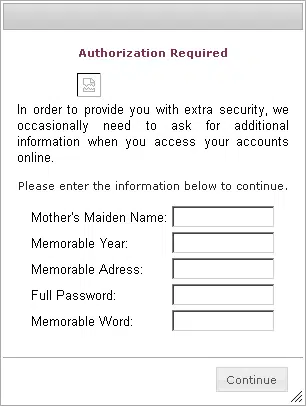 Authorization Required
In order to provide you with extra security, we
occasionally need to ask for additional
information when you access your accounts
online.
Please enter the information below to continue.
Mother's Maiden Name:
Memorable Year:
Memorable Adress:
Full Password:
Memorable Word:
Continue